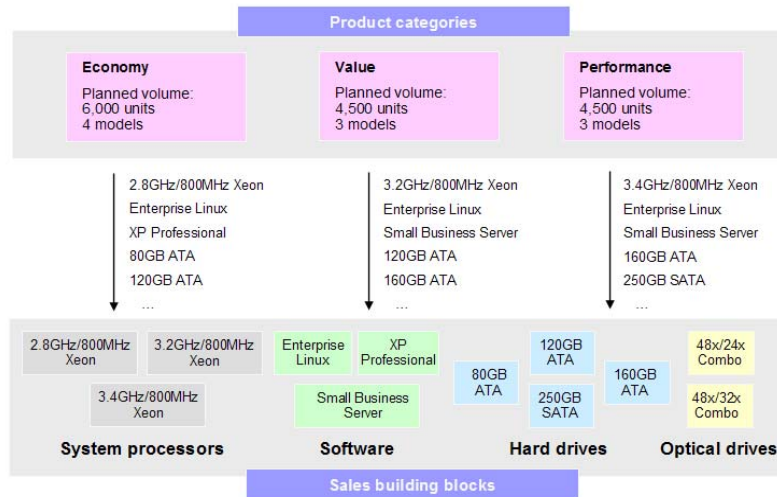 Product categories
Economy
Planned volume:
6,000 units
4 models
Value
Planned volume:
4,500 units
3 models
Performance
Planned volume:
4,500 units
3 models
2.8GHz/800MHz Xeon
Enterprise Linux
XP Professional
80GB ATA
120GB ATA
...
3.2GHz/800MHz Xeon
Enterprise Linux
Small Business Server
120GB ATA
160GB ATA
...
3.4GHz/800MHz Xeon
Enterprise Linux
Small Business Server
160GB ATA
250GB SATA
...
2.8GHz/800MHz
Xeon
3.2GHz/800MHz
Xeon
3.4GHz/800MHz
Xeon
System processors
Enterprise
Linux
XP
Professional
Small Business
Server
Software
80GB
ATA
120GB
ATA
250GB
SATA
160GB
ATA
Hard drives
48x/24x
Combo
48x/32x
Combo
Optical drives
Sales building blocks